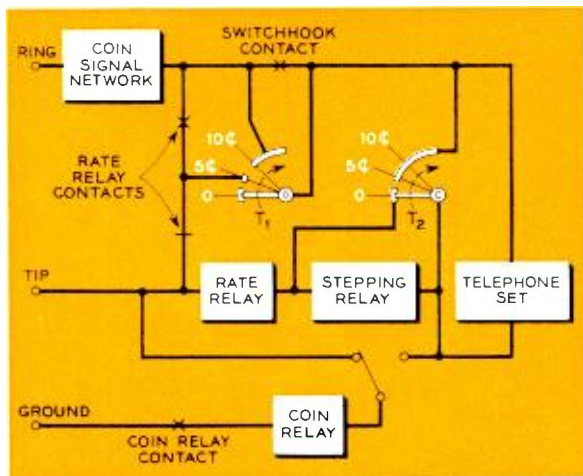 SWITCHHOOK
CONTACT
RING
COIN
SIGNAL
NETWORK
10¢
5¢
0
T1
10¢
5¢
0
T2
RATE
RELAY
CONTACTS
TIP
RATE
RELAY
STEPPING
RELAY
TELEPHONE
SET
GROUND
COIN RELAY
CONTACT
COIN
RELAY